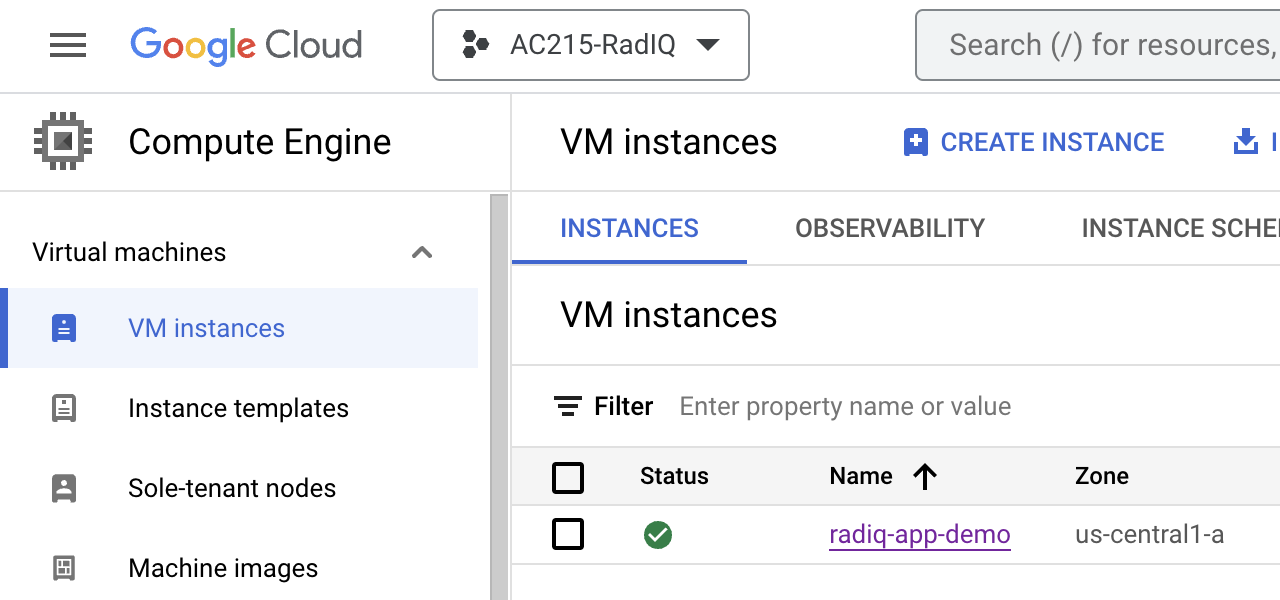 Google Cloud
AC215-RadIQ
Search (/) for resources,
Compute Engine
VM instances
CREATE INSTANCE
Virtual machines
VM instances
Instance templates
Sole-tenant nodes
Machine images
INSTANCES
OBSERVABILITY
INSTANCE
VM instances
Filter Enter property name or value
Status Name Zone
radiq-app-demo us-central1-a